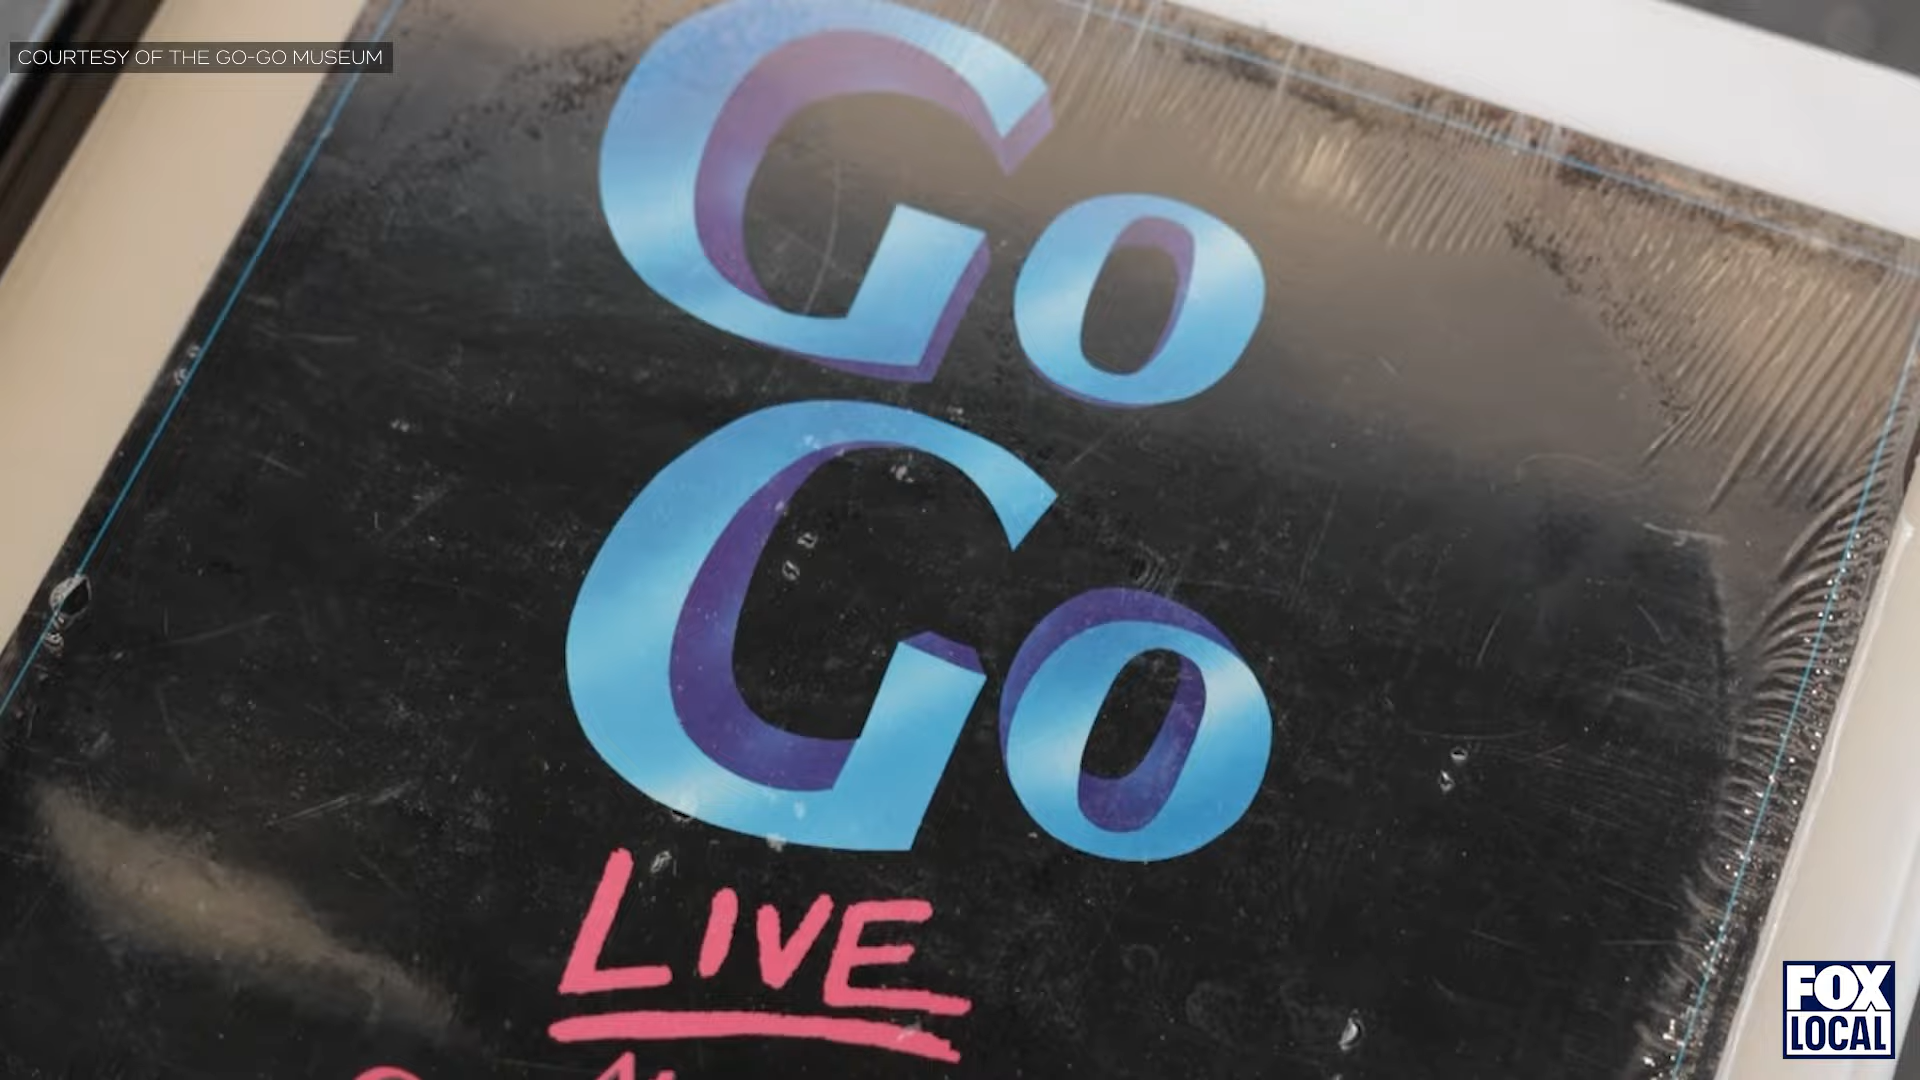 COURTESY OF THE GO-GO MUSEUM
Go
Go
LIVE
FOX
LOCAL